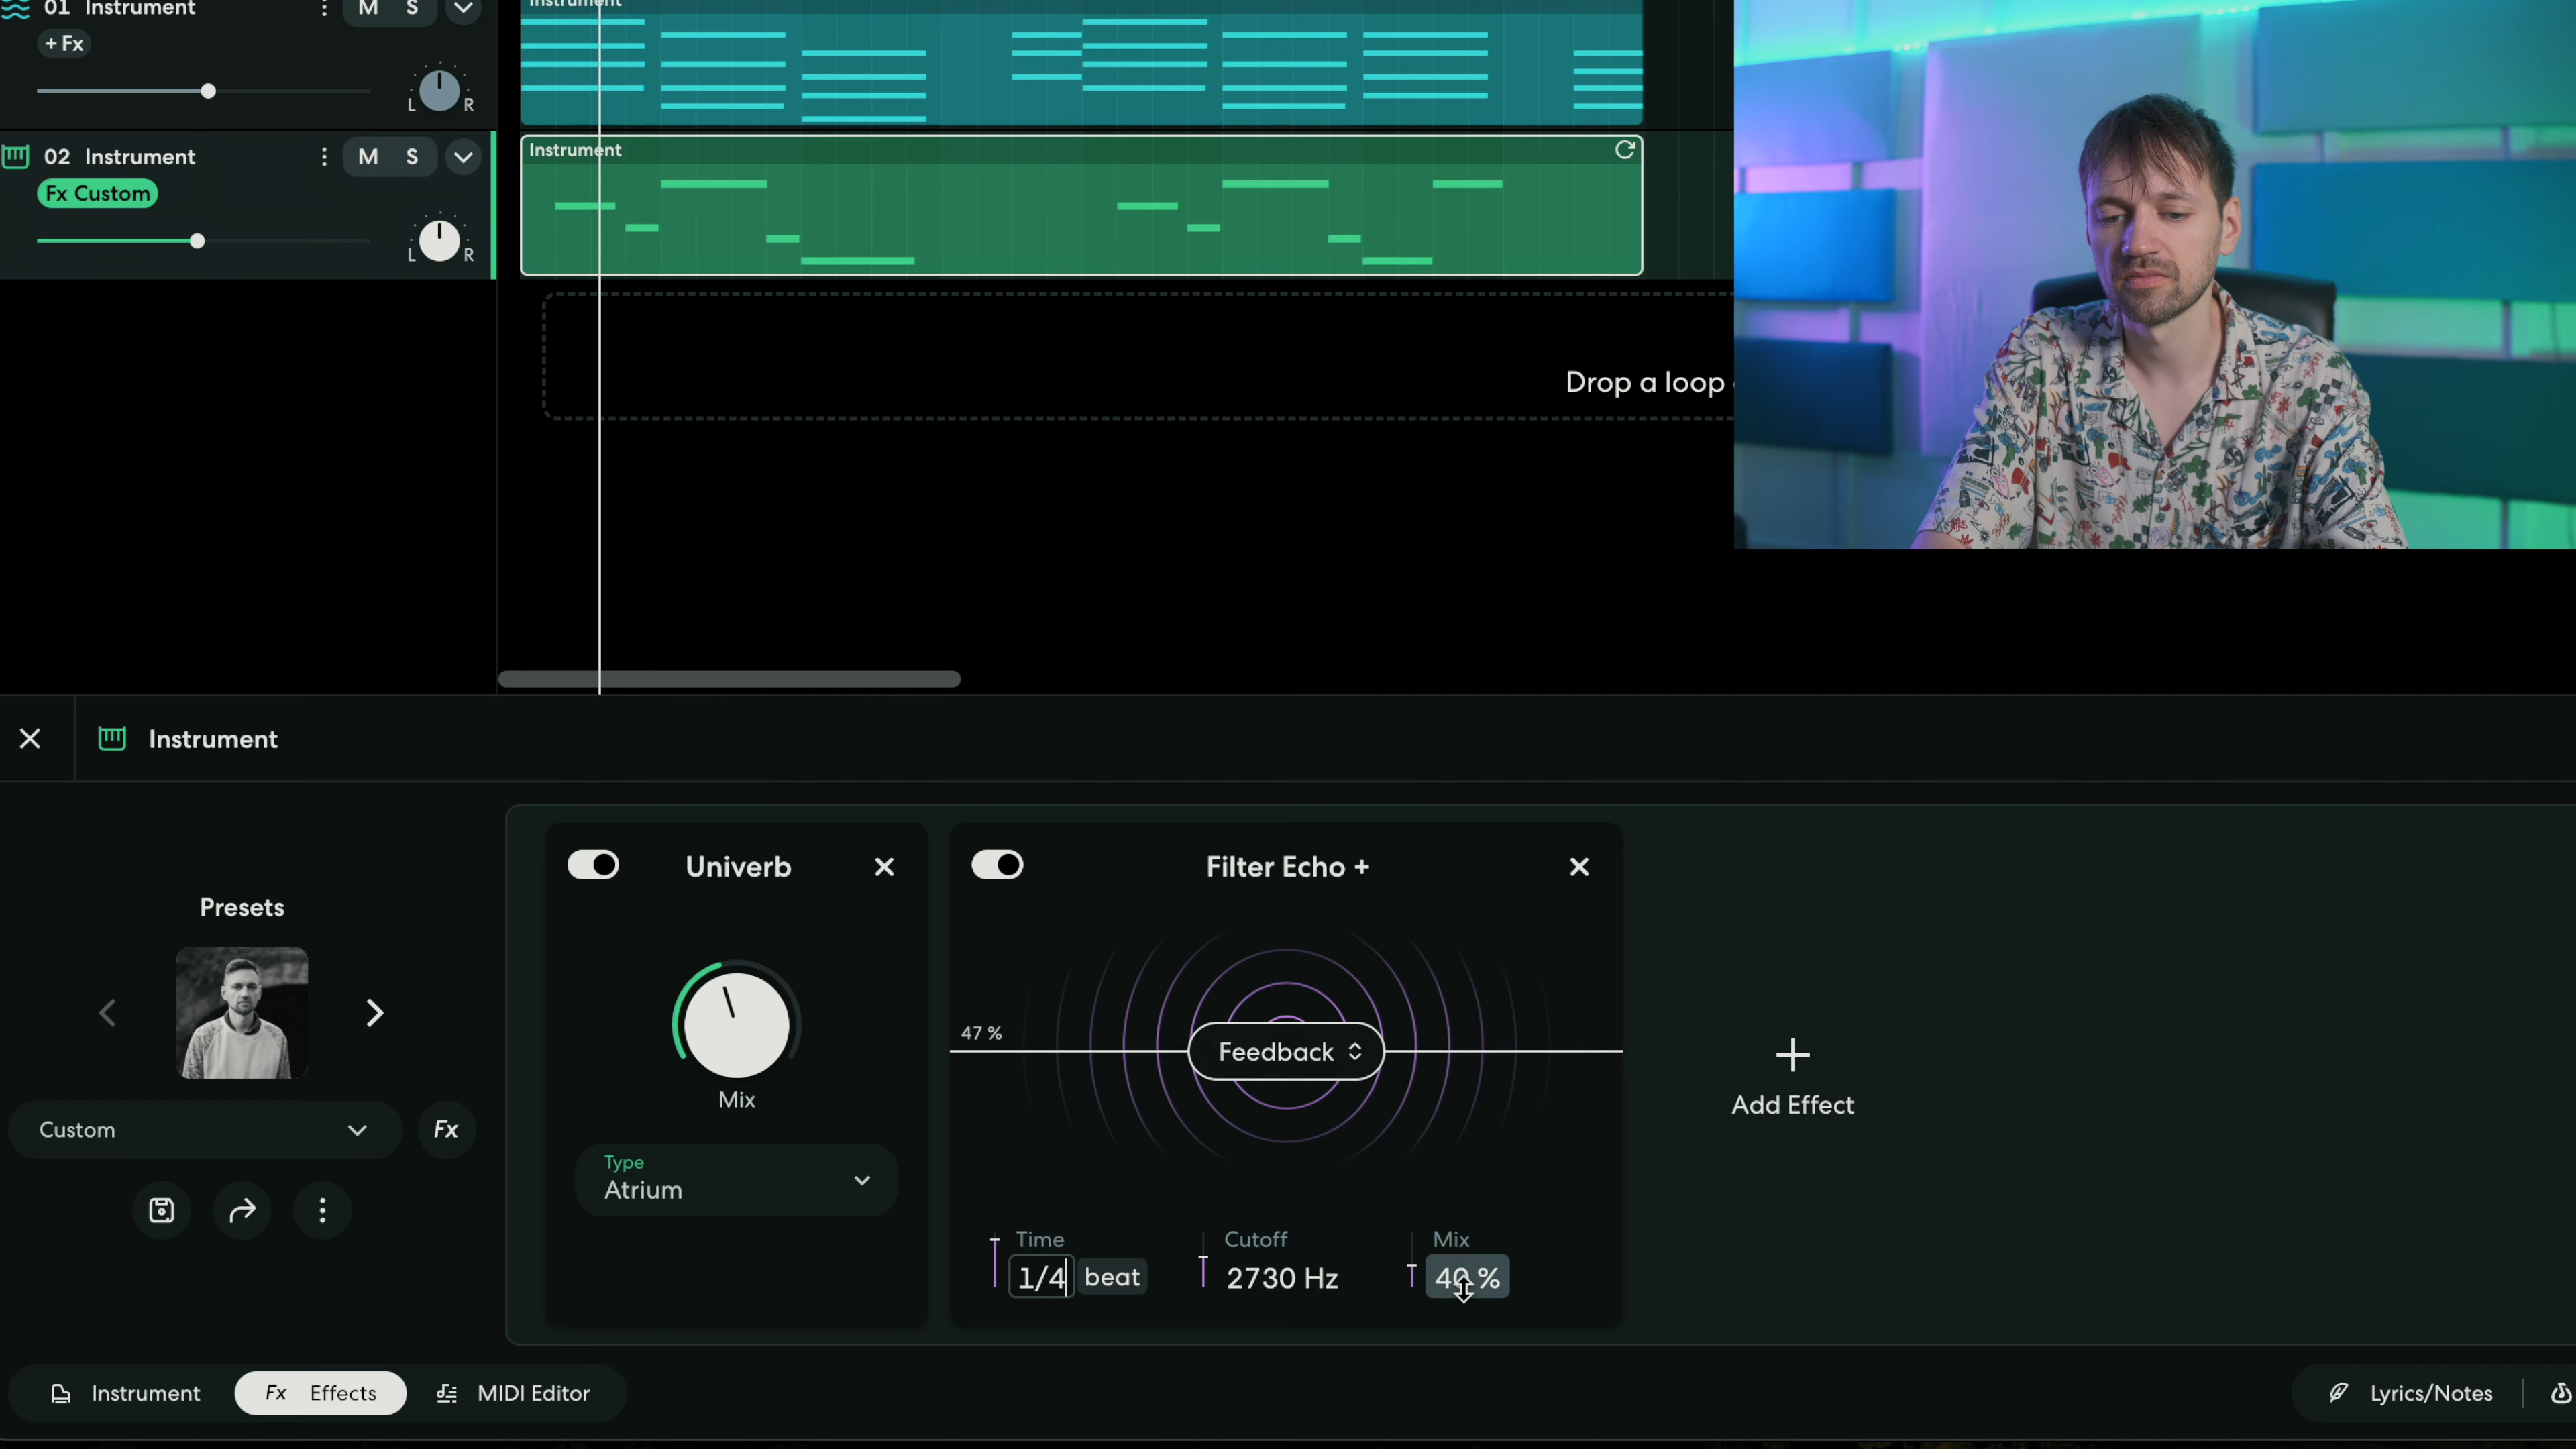 01 Instrument
M S
+ Fx
L R
Instrument
02 Instrument
M S
Fx Custom
L R
Instrument
Drop a loop
Instrument
Presets
Custom
Fx
Univerb
Mix
Type
Atrium
Filter Echo +
47 %
Feedback
Time
1/4 beat
Cutoff
2730 Hz
Mix
40 %
Add Effect
Instrument
Fx Effects
MIDI Editor
Lyrics/Notes